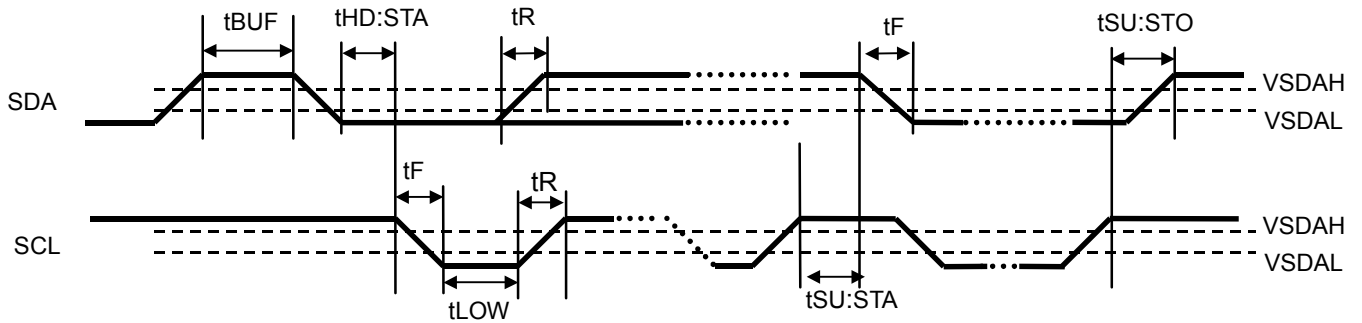 tBUF
tHD:STA
tR
tF
tSU:STO
SDA
VSDAH
VSDAL
tF
tR
SCL
VSDAH
VSDAL
tLOW
tSU:STA